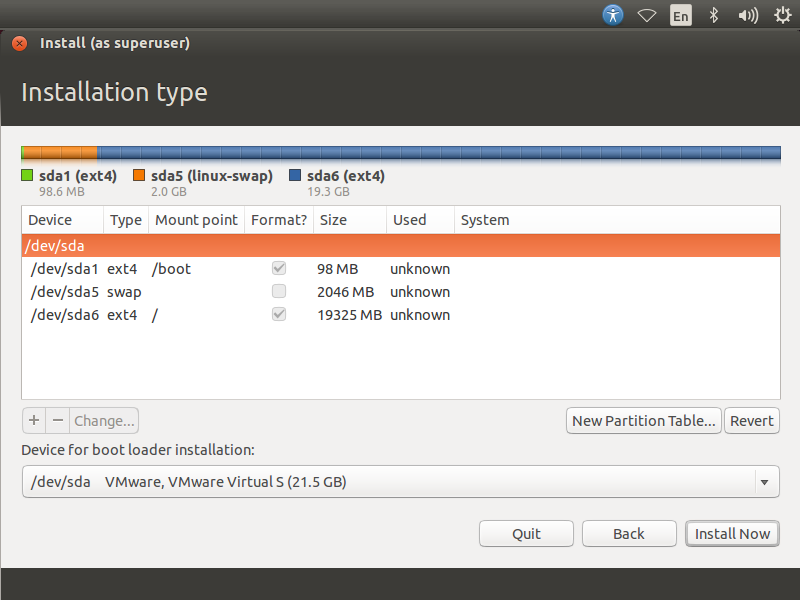 En
Install (as superuser)
Installation type
sda1 (ext4) sda5 (linux-swap) sda6 (ext4)
98.6 MB 2.0 GB 19.3 GB
Device Type Mount point Format? Size Used System
/dev/sda
/dev/sda1 ext4 /boot 98 MB unknown
/dev/sda5 swap 2046 MB unknown
/dev/sda6 ext4 / 19325 MB unknown
+ − Change... New Partition Table... Revert
Device for boot loader installation:
/dev/sda VMware, VMware Virtual S (21.5 GB)
Quit Back Install Now